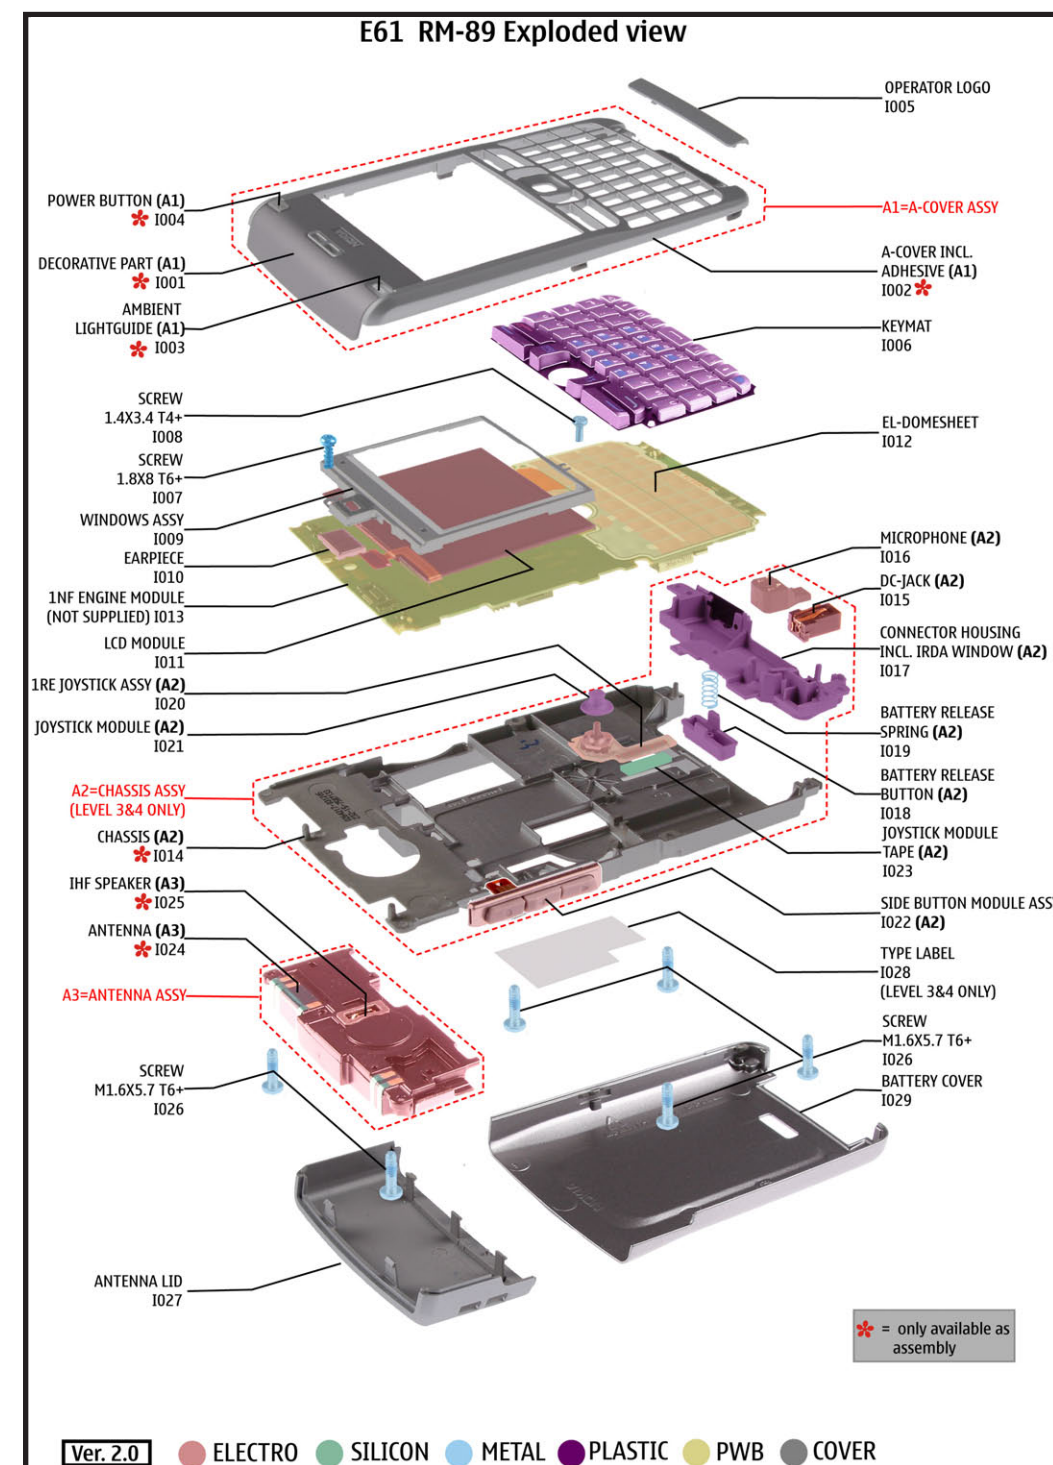 E61 RM-89 Exploded view
OPERATOR LOGO
I005
POWER BUTTON (A1)
I004
A1=A-COVER ASSY
DECORATIVE PART (A1)
I001
A-COVER INCL.
ADHESIVE (A1)
I002
AMBIENT
LIGHTGUIDE (A1)
I003
KEYMAT
I006
SCREW
1.4X3.4 T4+
I008
EL-DOMESHEET
I012
SCREW
1.8X8 T6+
I007
WINDOWS ASSY
I009
EARPIECE
I010
1NF ENGINE MODULE
(NOT SUPPLIED) I013
LCD MODULE
I011
MICROPHONE (A2)
I016
DC-JACK (A2)
I015
CONNECTOR HOUSING
INCL. IRDA WINDOW (A2)
I017
1RE JOYSTICK ASSY (A2)
I020
JOYSTICK MODULE (A2)
I021
BATTERY RELEASE
SPRING (A2)
I019
BATTERY RELEASE
BUTTON (A2)
I018
A2=CHASSIS ASSY
(LEVEL 3&4 ONLY)
CHASSIS (A2)
I014
JOYSTICK MODULE
TAPE (A2)
I023
IHF SPEAKER (A3)
I025
SIDE BUTTON MODULE ASS
I022 (A2)
ANTENNA (A3)
I024
TYPE LABEL
I028
(LEVEL 3&4 ONLY)
A3=ANTENNA ASSY
SCREW
M1.6X5.7 T6+
I026
SCREW
M1.6X5.7 T6+
I026
BATTERY COVER
I029
NOKIA
ANTENNA LID
I027
= only available as
assembly
Ver. 2.0 ELECTRO SILICON METAL PLASTIC PWB COVER